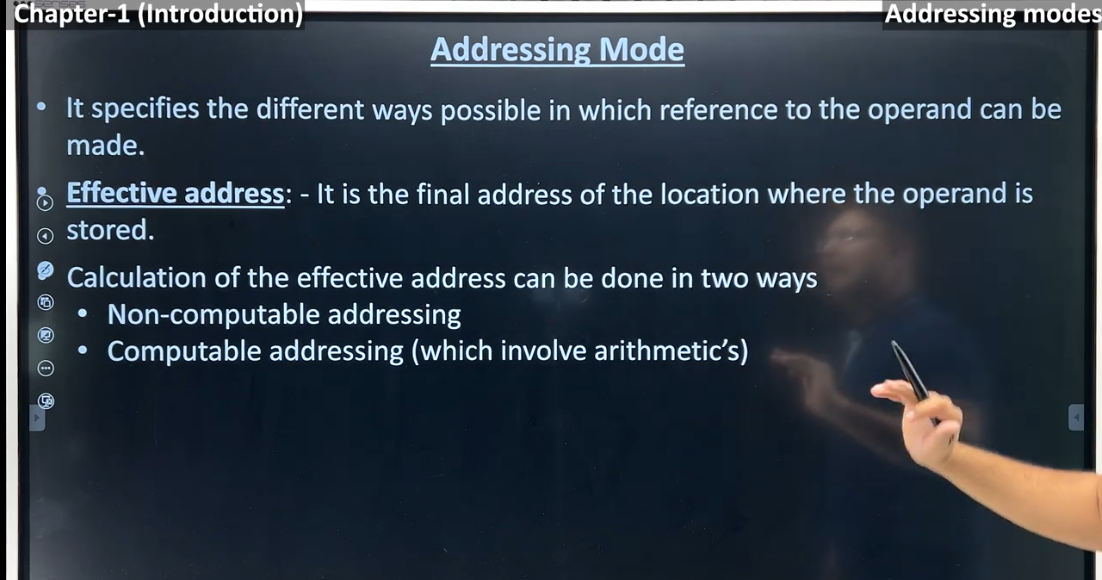 Chapter-1 (Introduction)
Addressing modes
Addressing Mode
• It specifies the different ways possible in which reference to the operand can be
made.
• Effective address: - It is the final address of the location where the operand is
stored.
Calculation of the effective address can be done in two ways
• Non-computable addressing
• Computable addressing (which involve arithmetic's)